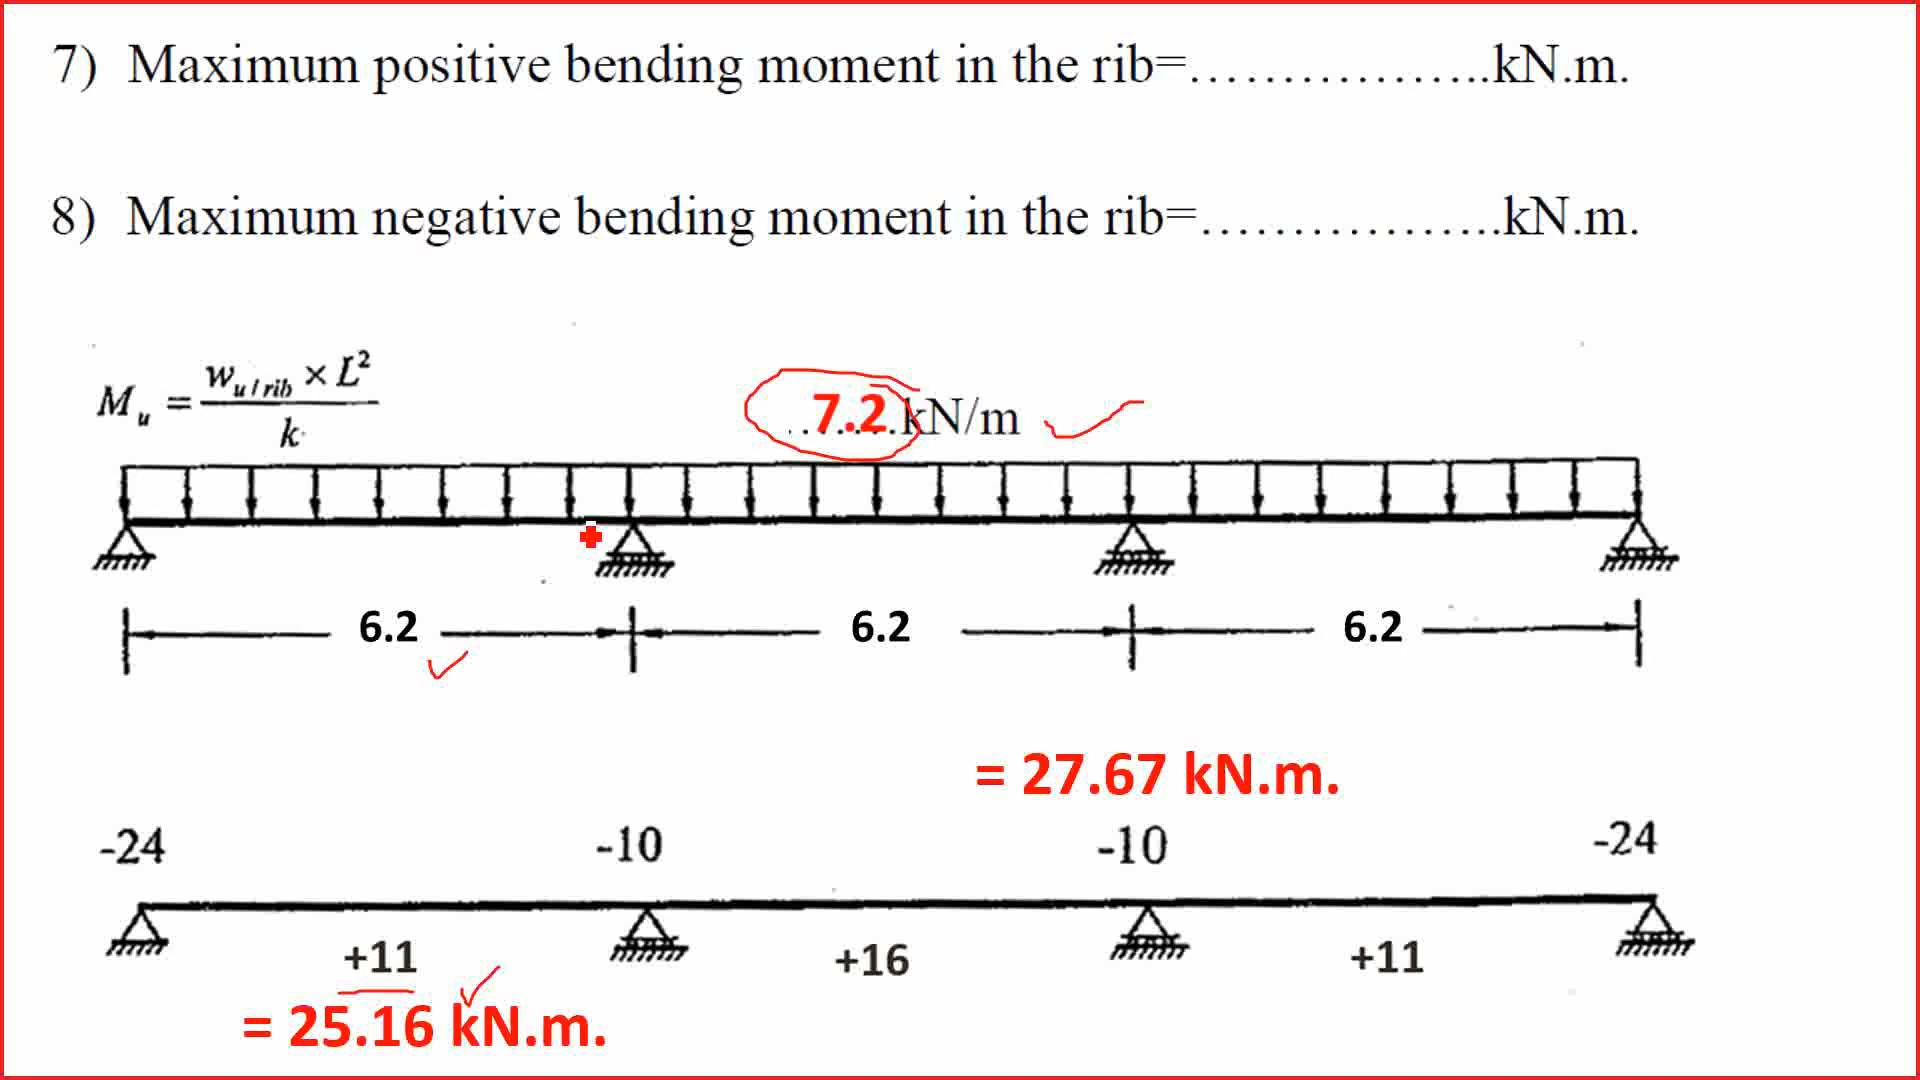 7) Maximum positive bending moment in the rib=……………..kN.m.
8) Maximum negative bending moment in the rib=……………..kN.m.
M_u = (w_{u/rib} × L²) / k
7.2 kN/m
6.2 6.2 6.2
= 27.67 kN.m.
-24 -10 -10 -24
+11 +16 +11
= 25.16 kN.m.